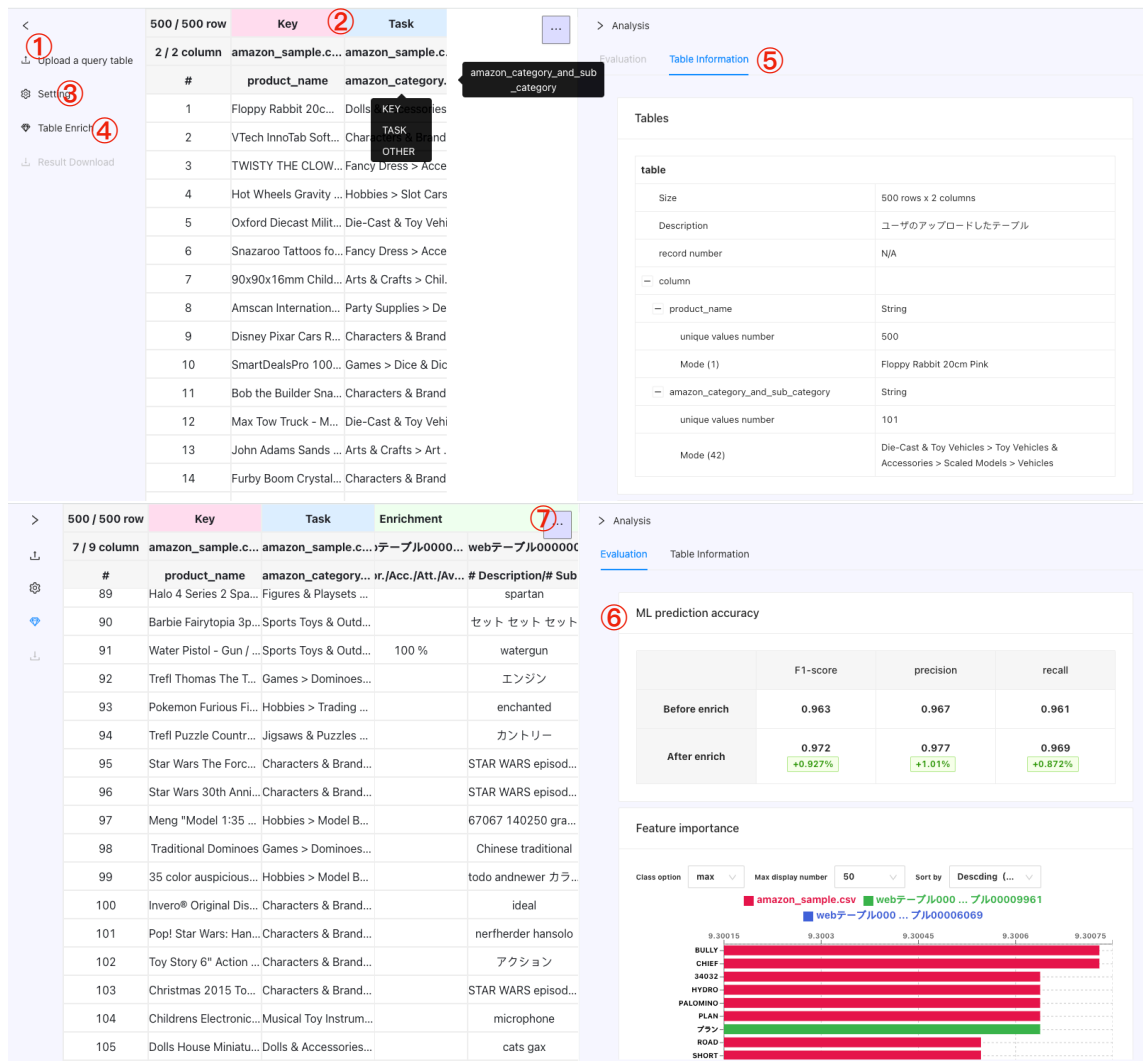 ①
Upload a query table
③
Setting
④
Table Enrich
Result Download
500 / 500 row Key ② Task ...
2 / 2 column amazon_sample.c... amazon_sample.c
# product_name amazon_category.
amazon_category_and_sub
_category
KEY
TASK
OTHER
1 Floppy Rabbit 20c... Dolls & Accessories
2 VTech InnoTab Soft... Characters & Brand
3 TWISTY THE CLOW... Fancy Dress > Acce
4 Hot Wheels Gravity ... Hobbies > Slot Cars
5 Oxford Diecast Milit... Die-Cast & Toy Vehi
6 Snazaroo Tattoos fo... Fancy Dress > Acce
7 90x90x16mm Child... Arts & Crafts > Chil.
8 Amscan Internation... Party Supplies > De
9 Disney Pixar Cars R... Characters & Brand
10 SmartDealsPro 100... Games > Dice & Dic
11 Bob the Builder Sna... Characters & Brand
12 Max Tow Truck - M... Die-Cast & Toy Vehi
13 John Adams Sands ... Arts & Crafts > Art .
14 Furby Boom Crystal... Characters & Brand
Analysis
Evaluation Table Information ⑤
Tables
table
Size 500 rows x 2 columns
Description ユーザのアップロードしたテーブル
record number N/A
column
product_name String
unique values number 500
Mode (1) Floppy Rabbit 20cm Pink
amazon_category_and_sub_category String
unique values number 101
Mode (42) Die-Cast & Toy Vehicles > Toy Vehicles &
Accessories > Scaled Models > Vehicles
500 / 500 row Key Task Enrichment ⑦ ...
7 / 9 column amazon_sample.c... amazon_sample.c... テーブル0000... webテーブル000000
# product_name amazon_category... or./Acc./Att./Av... # Description/# Sub
89 Halo 4 Series 2 Spa... Figures & Playsets ... spartan
90 Barbie Fairytopia 3p... Sports Toys & Outd... セット セット セット
91 Water Pistol - Gun / ... Sports Toys & Outd... 100 % watergun
92 Trefl Thomas The T... Games > Dominoes... エンジン
93 Pokemon Furious Fi... Hobbies > Trading ... enchanted
94 Trefl Puzzle Countr... Jigsaws & Puzzles ... カントリー
95 Star Wars The Forc... Characters & Brand... STAR WARS episod...
96 Star Wars 30th Anni... Characters & Brand... STAR WARS episod...
97 Meng "Model 1:35 ... Hobbies > Model B... 67067 140250 gra...
98 Traditional Dominoes Games > Dominoes... Chinese traditional
99 35 color auspicious... Hobbies > Model B... todo andnewer カラ...
100 Invero® Original Dis... Characters & Brand... ideal
101 Pop! Star Wars: Han... Characters & Brand... nerfherder hansolo
102 Toy Story 6" Action ... Characters & Brand... アクション
103 Christmas 2015 To... Characters & Brand... STAR WARS episod...
104 Childrens Electronic... Musical Toy Instrum... microphone
105 Dolls House Miniatu... Dolls & Accessories... cats gax
Analysis
Evaluation Table Information
⑥ ML prediction accuracy
F1-score precision recall
Before enrich 0.963 0.967 0.961
After enrich 0.972 0.977 0.969
+0.927% +1.01% +0.872%
Feature importance
Class option max Max display number 50 Sort by Descding (...
amazon_sample.csv webテーブル000 ... ブル00009961
webテーブル000 ... ブル00006069
9.30015 9.3003 9.30045 9.3006 9.30075
BULLY
CHIEF
34032
HYDRO
PALOMINO
PLAN
プラン
ROAD
SHORT